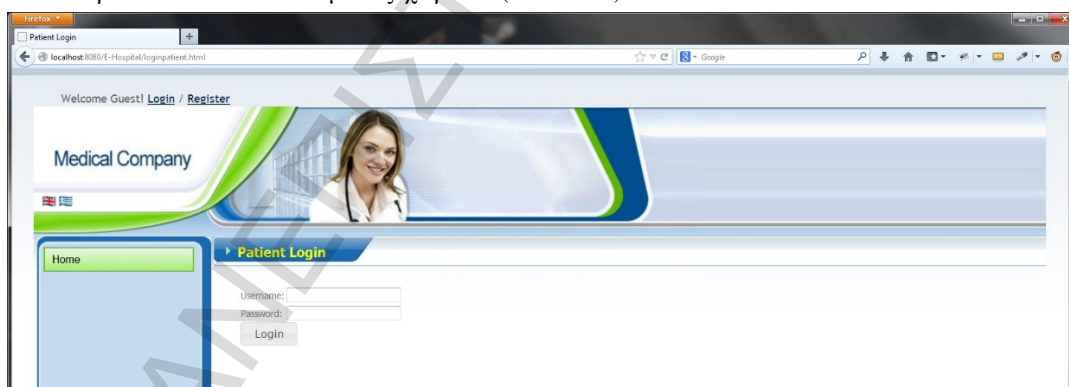 Firefox
Patient Login
localhost:8080/E-Hospital/loginpatient.html
Google
Welcome Guest! Login / Register
Medical Company
Home
Patient Login
Username:
Password:
Login